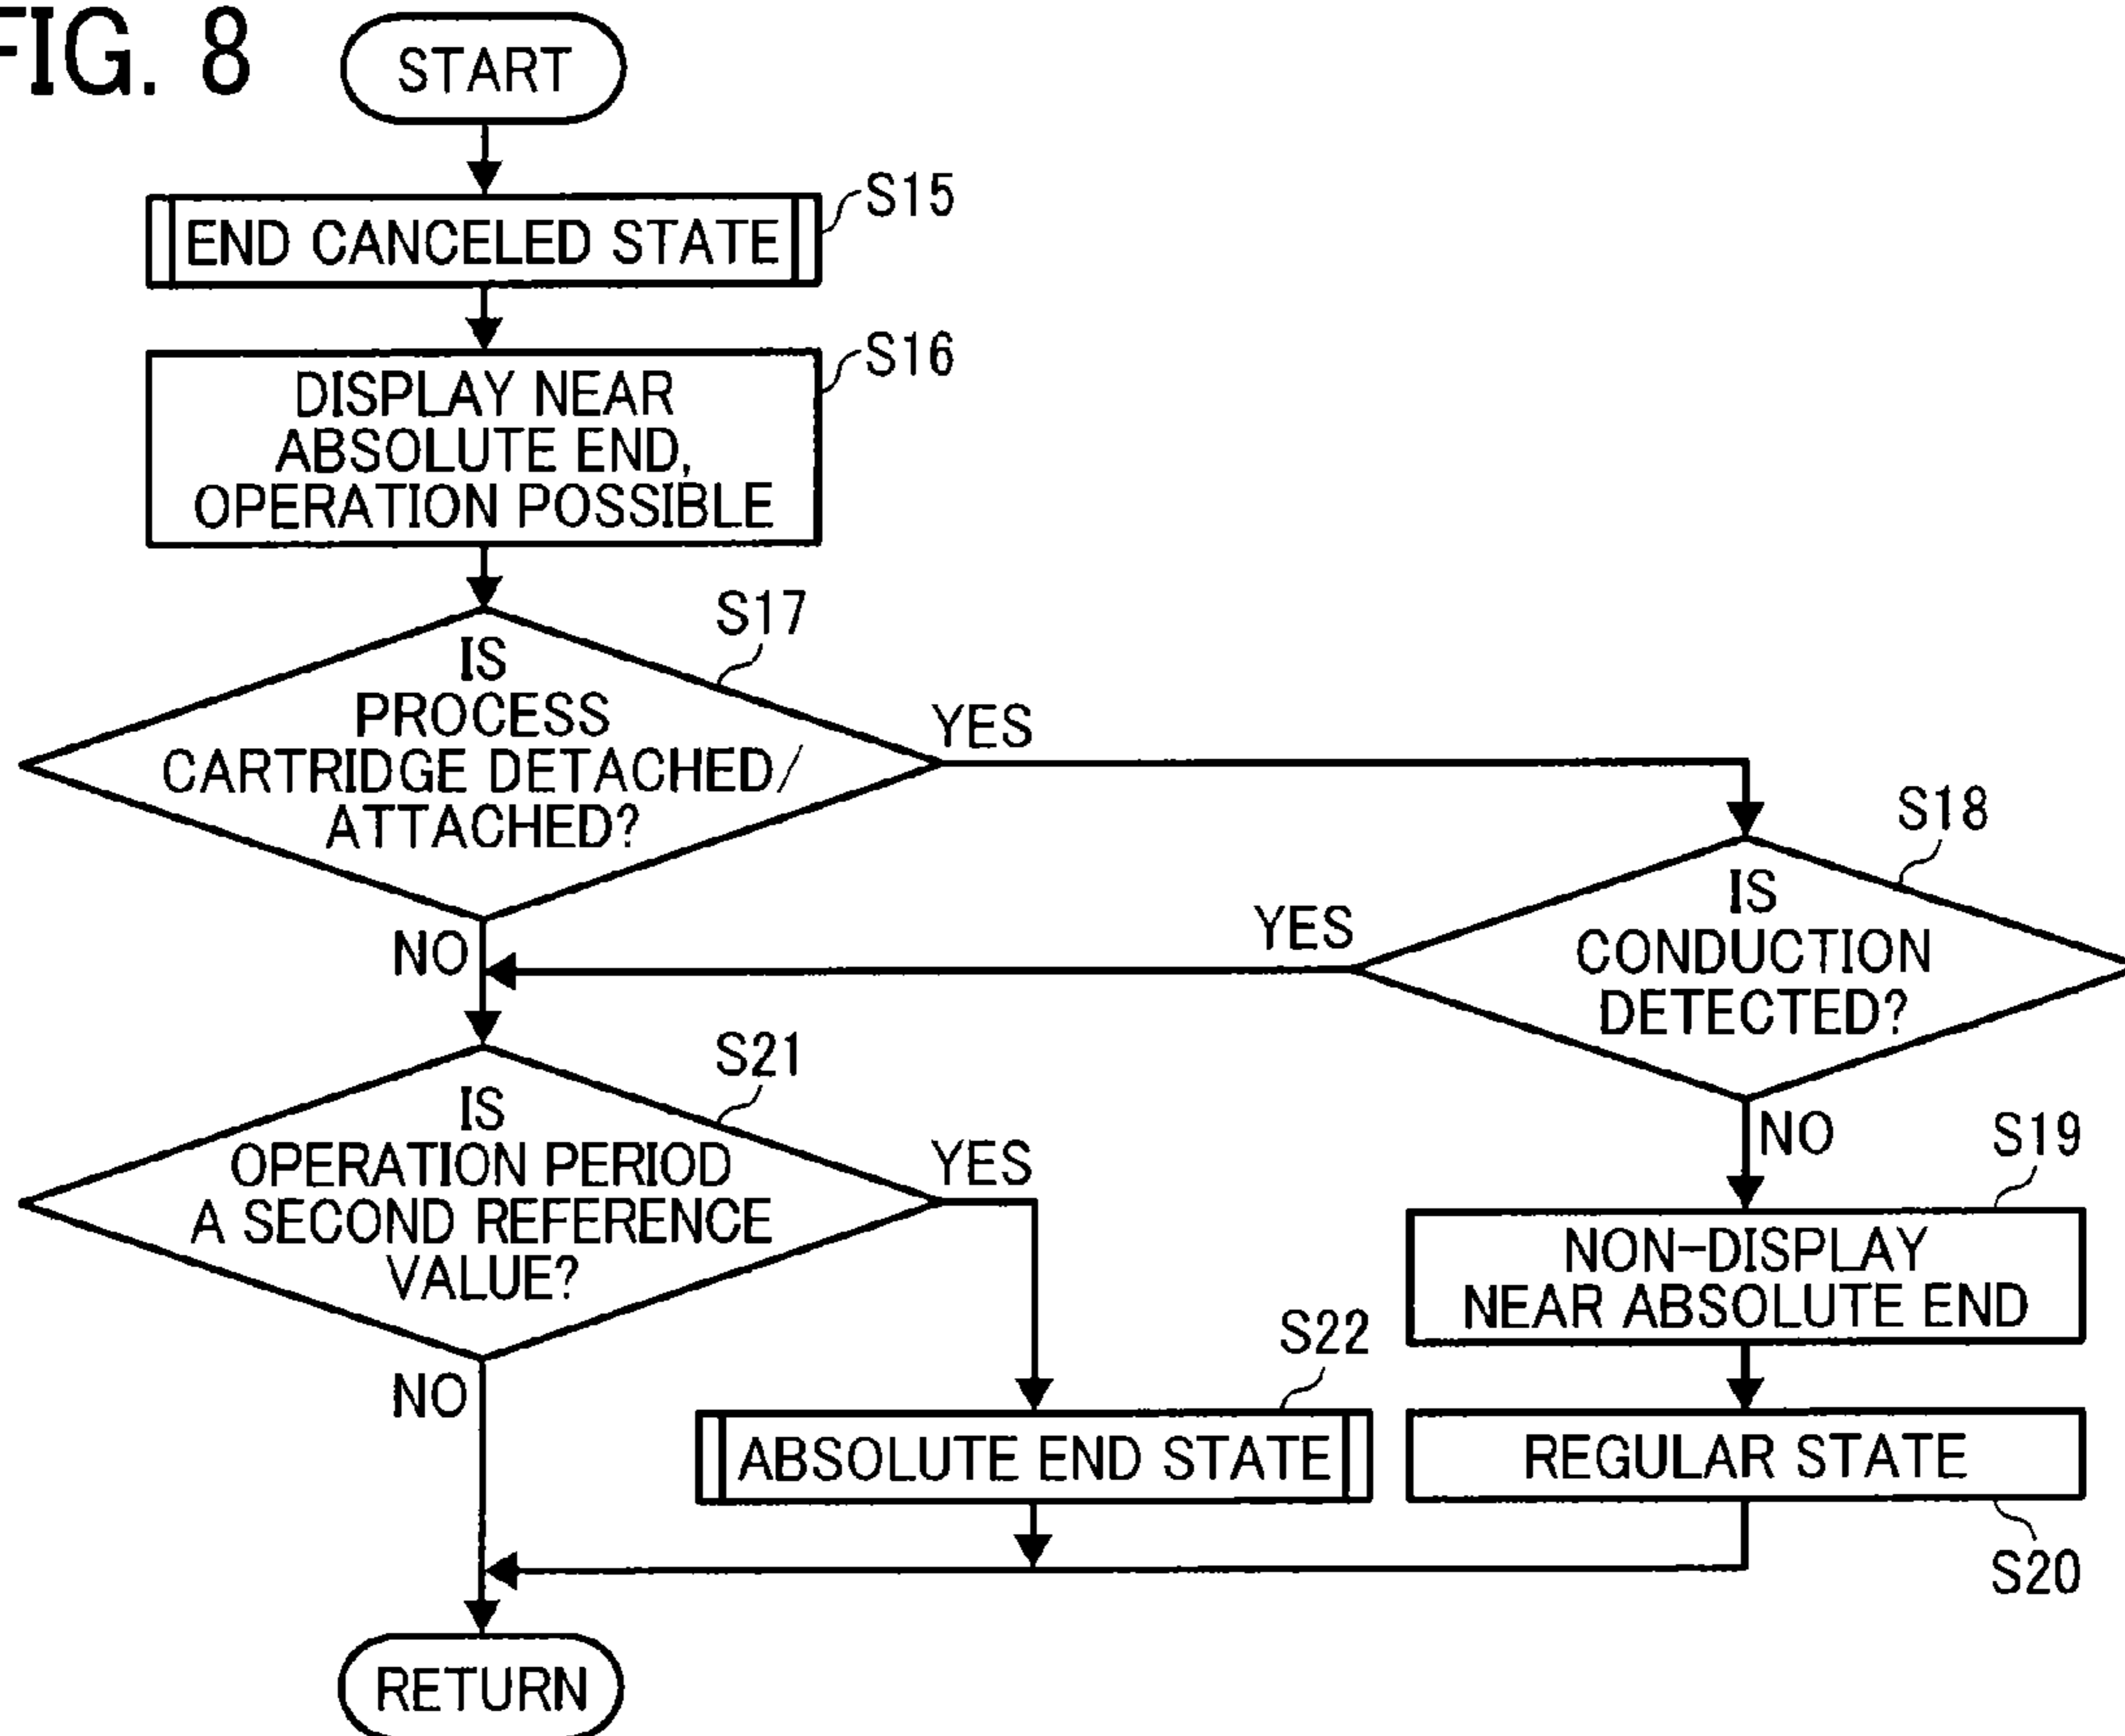 FIG. 8
START
END CANCELED STATE
S15
DISPLAY NEAR
ABSOLUTE END,
OPERATION POSSIBLE
S16
IS
PROCESS
CARTRIDGE DETACHED/
ATTACHED?
S17
YES
NO
IS
CONDUCTION
DETECTED?
S18
YES
NO
NON-DISPLAY
NEAR ABSOLUTE END
S19
REGULAR STATE
S20
IS
OPERATION PERIOD
A SECOND REFERENCE
VALUE?
S21
YES
NO
ABSOLUTE END STATE
S22
RETURN